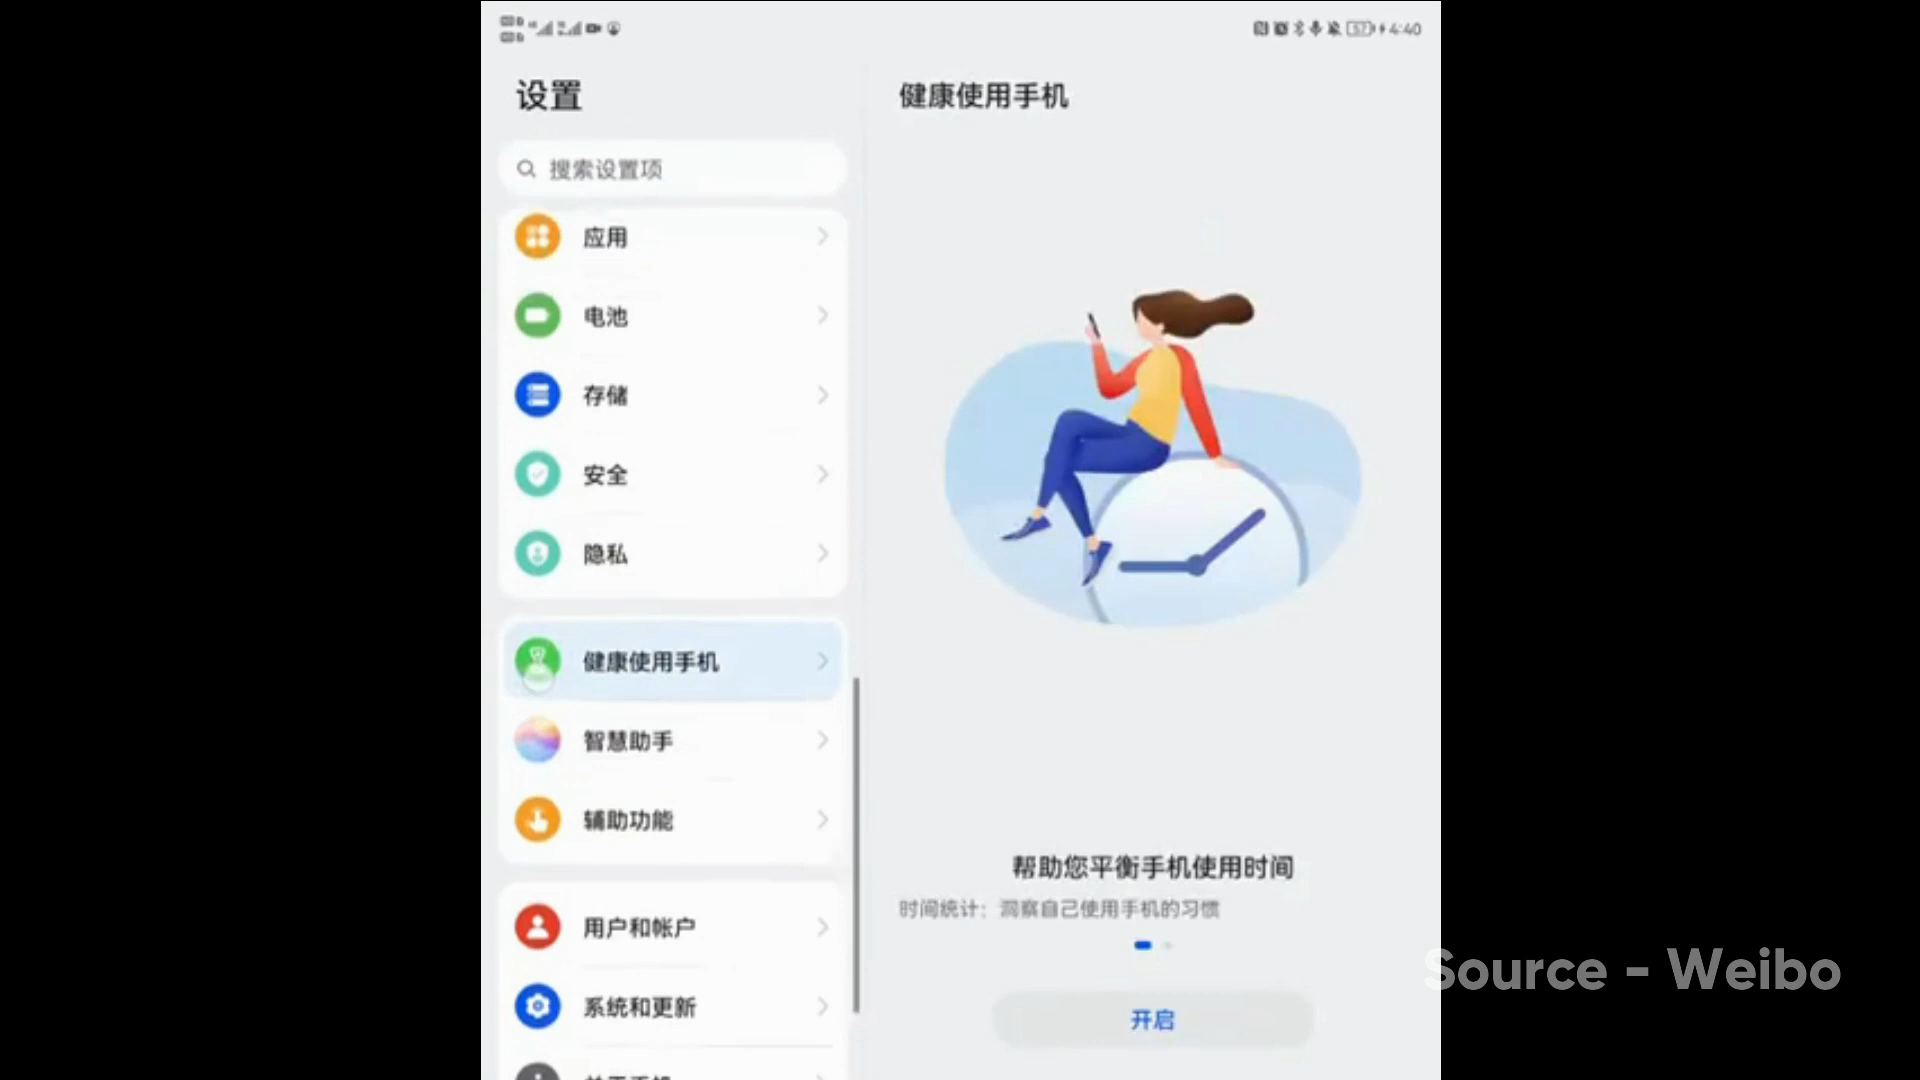 57 4:40
设置
健康使用手机
搜索设置项
应用
电池
存储
安全
隐私
健康使用手机
智慧助手
辅助功能
用户和帐户
系统和更新
帮助您平衡手机使用时间
时间统计：洞察自己使用手机的习惯
开启
Source - Weibo